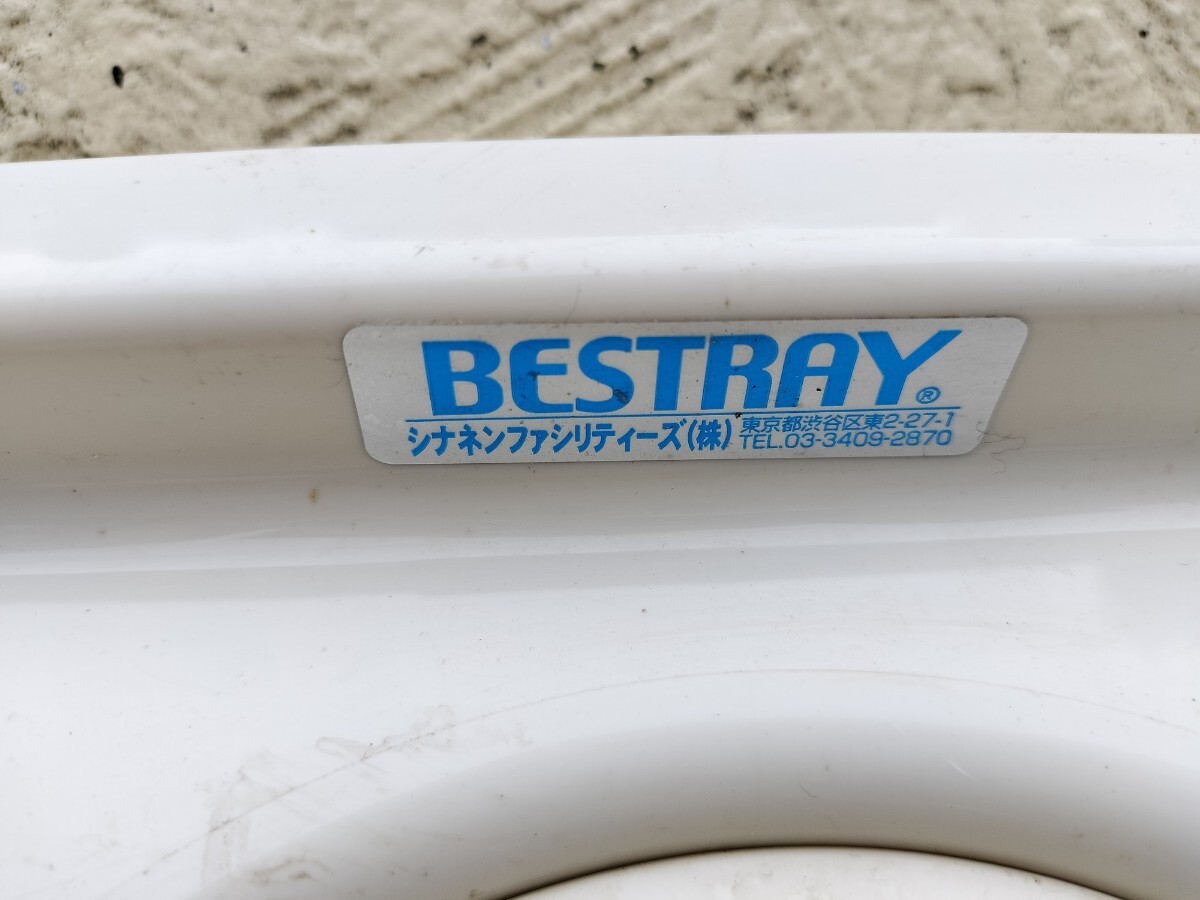 BESTRAY®
シナネンファシリティーズ(株)
東京都渋谷区東2-27-1
TEL.03-3409-2870